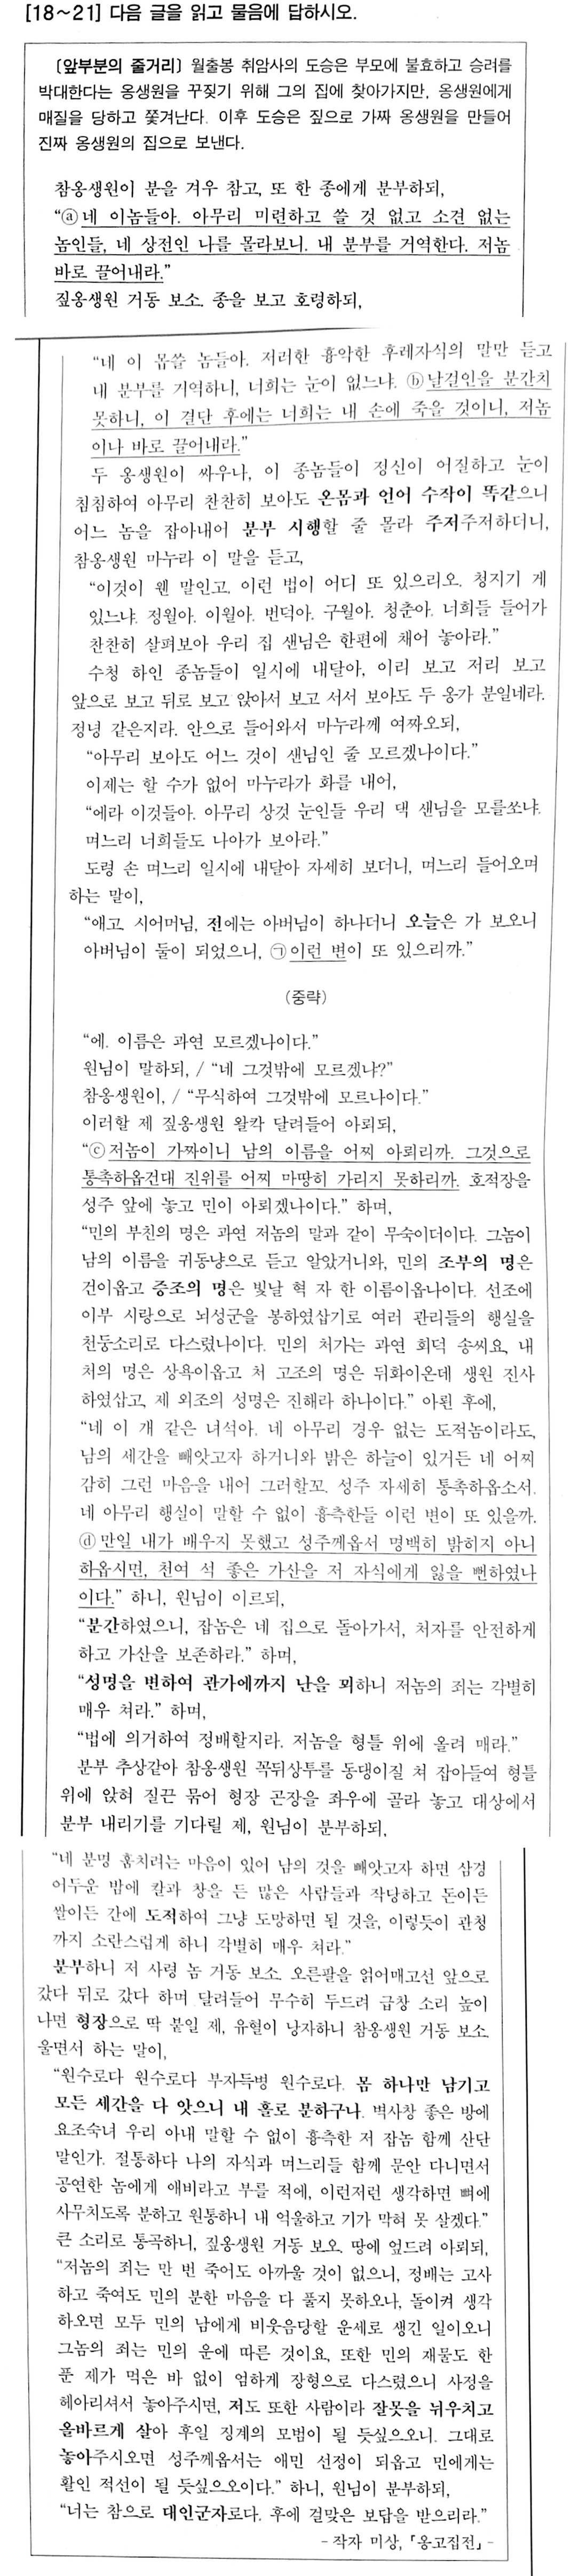 [18~21] 다음 글을 읽고 물음에 답하시오.
〔앞부분의 줄거리〕 월출봉 취암사의 도승은 부모에 불효하고 승려를
박대한다는 옹생원을 꾸짖기 위해 그의 집에 찾아가지만, 옹생원에게
매질을 당하고 쫓겨난다. 이후 도승은 짚으로 가짜 옹생원을 만들어
진짜 옹생원의 집으로 보낸다.
참옹생원이 분을 겨우 참고, 또 한 종에게 분부하되,
“ⓐ네 이놈들아. 아무리 미련하고 쓸 것 없고 소견 없는
놈인들, 네 상전인 나를 몰라보니. 내 분부를 거역한다. 저놈
바로 끌어내라.”
짚옹생원 거동 보소. 종을 보고 호령하되,
“네 이 몹쓸 놈들아. 저러한 흉악한 후레자식의 말만 듣고
내 분부를 거역하니, 너희는 눈이 없느냐. ⓑ날걸인을 분간치
못하니, 이 결단 후에는 너희는 내 손에 죽을 것이니, 저놈
이나 바로 끌어내라.”
두 옹생원이 싸우나, 이 종놈들이 정신이 어질하고 눈이
침침하여 아무리 찬찬히 보아도 온몸과 언어 수작이 똑같으니
어느 놈을 잡아내어 분부 시행할 줄 몰라 주저주저하더니,
참옹생원 마누라 이 말을 듣고,
“이것이 웬 말인고. 이런 법이 어디 또 있으리오. 청지기 게
있느냐. 정월아. 이월아. 번덕아. 구월아. 청춘아. 너희들 들어가
찬찬히 살펴보아 우리 집 샌님은 한편에 채어 놓아라.”
수청 하인 종놈들이 일시에 내달아, 이리 보고 저리 보고
앞으로 보고 뒤로 보고 앉아서 보고 서서 보아도 두 옹가 분일네라.
정녕 같은지라. 안으로 들어와서 마누라께 여짜오되,
“아무리 보아도 어느 것이 샌님인 줄 모르겠나이다.”
이제는 할 수가 없어 마누라가 화를 내어,
“에라 이것들아. 아무리 상것 눈인들 우리 댁 샌님을 모를쏘냐.
며느리 너희들도 나아가 보아라.”
도령 손 며느리 일시에 내달아 자세히 보더니, 며느리 들어오며
하는 말이,
“애고. 시어머님, 전에는 아버님이 하나더니 오늘은 가 보오니
아버님이 둘이 되었으니, ㉠이런 변이 또 있으리까.”
(중략)
“에. 이름은 과연 모르겠나이다.”
원님이 말하되, / “네 그것밖에 모르겠냐?”
참옹생원이, / “무식하여 그것밖에 모르나이다.”
이러할 제 짚옹생원 왈칵 달려들어 아뢰되,
“ⓒ저놈이 가짜이니 남의 이름을 어찌 아뢰리까. 그것으로
통촉하옵건대 진위를 어찌 마땅히 가리지 못하리까. 호적장을
성주 앞에 놓고 민이 아뢰겠나이다.” 하며,
“민의 부친의 명은 과연 저놈의 말과 같이 무숙이더이다. 그놈이
남의 이름을 귀동냥으로 듣고 알았거니와, 민의 조부의 명은
건이옵고 증조의 명은 빛날 혁 자 한 이름이옵나이다. 선조에
이부 시랑으로 뇌성군을 봉하였삽기로 여러 관리들의 행실을
천둥소리로 다스렸나이다. 민의 처가는 과연 회덕 송씨요, 내
처의 명은 상욕이옵고 처 고조의 명은 뒤화이온데 생원 진사
하였삽고, 제 외조의 성명은 진해라 하나이다.” 아뢴 후에,
“네 이 개 같은 녀석아. 네 아무리 경우 없는 도적놈이라도,
남의 세간을 빼앗고자 하거니와 밝은 하늘이 있거든 네 어찌
감히 그런 마음을 내어 그러할꼬. 성주 자세히 통촉하옵소서.
네 아무리 행실이 말할 수 없이 흉측한들 이런 변이 또 있을까.
ⓓ만일 내가 배우지 못했고 성주께옵서 명백히 밝히지 아니
하옵시면, 천여 석 좋은 가산을 저 자식에게 잃을 뻔하였나
이다.” 하니, 원님이 이르되,
“분간하였으니, 잡놈은 네 집으로 돌아가서, 처자를 안전하게
하고 가산을 보존하라.” 하며,
“성명을 변하여 관가에까지 난을 꾀하니 저놈의 죄는 각별히
매우 쳐라.” 하며,
“법에 의거하여 정배할지라. 저놈을 형틀 위에 올려 매라.”
분부 추상같아 참옹생원 꼭뒤상투를 동댕이질 쳐 잡아들여 형틀
위에 앉혀 질끈 묶어 형장 곤장을 좌우에 골라 놓고 대상에서
분부 내리기를 기다릴 제, 원님이 분부하되,
“네 분명 훔치려는 마음이 있어 남의 것을 빼앗고자 하면 삼경
어두운 밤에 칼과 창을 든 많은 사람들과 작당하고 돈이든
쌀이든 간에 도적하여 그냥 도망하면 될 것을, 이렇듯이 관청
까지 소란스럽게 하니 각별히 매우 쳐라.”
분부하니 저 사령 놈 거동 보소. 오른팔을 얽어매고선 앞으로
갔다 뒤로 갔다 하며 달려들어 무수히 두드려 급창 소리 높이
나면 형장으로 딱 붙일 제, 유혈이 낭자하니 참옹생원 거동 보소.
울면서 하는 말이,
“원수로다 원수로다 부자득병 원수로다. 몸 하나만 남기고
모든 세간을 다 앗으니 내 홀로 분하구나. 벽사창 좋은 방에
요조숙녀 우리 아내 말할 수 없이 흉측한 저 잡놈 함께 산단
말인가. 절통하다 나의 자식과 며느리들 함께 문안 다니면서
공연한 놈에게 애비라고 부를 적에, 이런저런 생각하면 뼈에
사무치도록 분하고 원통하니 내 억울하고 기가 막혀 못 살겠다.”
큰 소리로 통곡하니, 짚옹생원 거동 보오. 땅에 엎드려 아뢰되,
“저놈의 죄는 만 번 죽어도 아까울 것이 없으니, 정배는 고사
하고 죽여도 민의 분한 마음을 다 풀지 못하오나, 돌이켜 생각
하오면 모두 민의 남에게 비웃음당할 운세로 생긴 일이오니
그놈의 죄는 민의 운에 따른 것이요, 또한 민의 재물도 한
푼 제가 먹은 바 없이 엄하게 장형으로 다스렸으니 사정을
헤아리셔서 놓아주시면, 저도 또한 사람이라 잘못을 뉘우치고
올바르게 살아 후일 징계의 모범이 될 듯싶으오니. 그대로
놓아주시오면 성주께옵서는 애민 선정이 되옵고 민에게는
활인 적선이 될 듯싶으오이다.” 하니, 원님이 분부하되,
“너는 참으로 대인군자로다. 후에 걸맞은 보답을 받으리라.”
- 작자 미상, 「옹고집전」 -